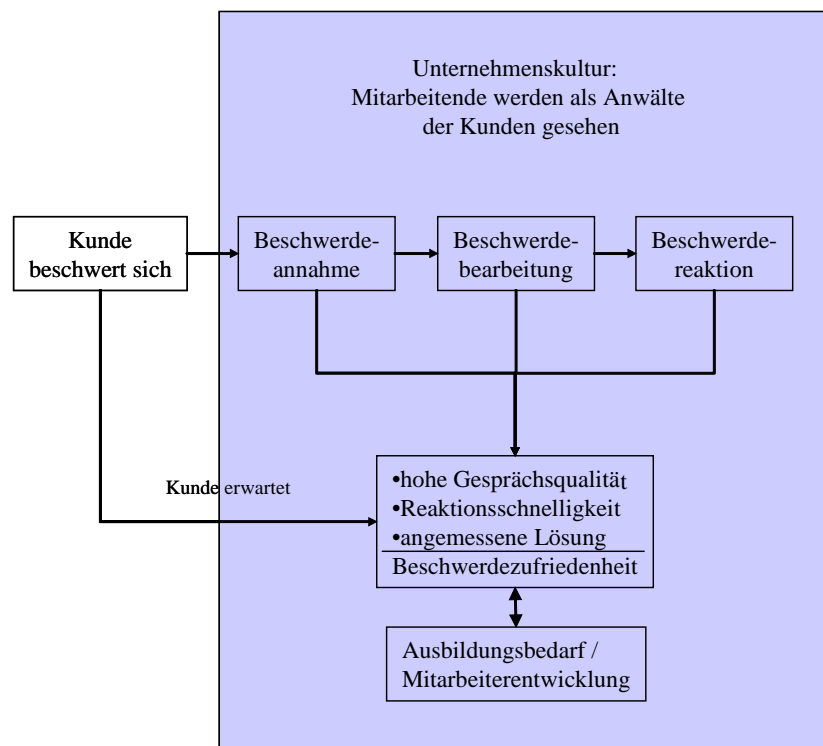 Unternehmenskultur:
Mitarbeitende werden als Anwälte
der Kunden gesehen
Kunde
beschwert sich
Beschwerde-
annahme
Beschwerde-
bearbeitung
Beschwerde-
reaktion
Kunde erwartet
•hohe Gesprächsqualität
•Reaktionsschnelligkeit
•angemessene Lösung
Beschwerdezufriedenheit
Ausbildungsbedarf /
Mitarbeiterentwicklung